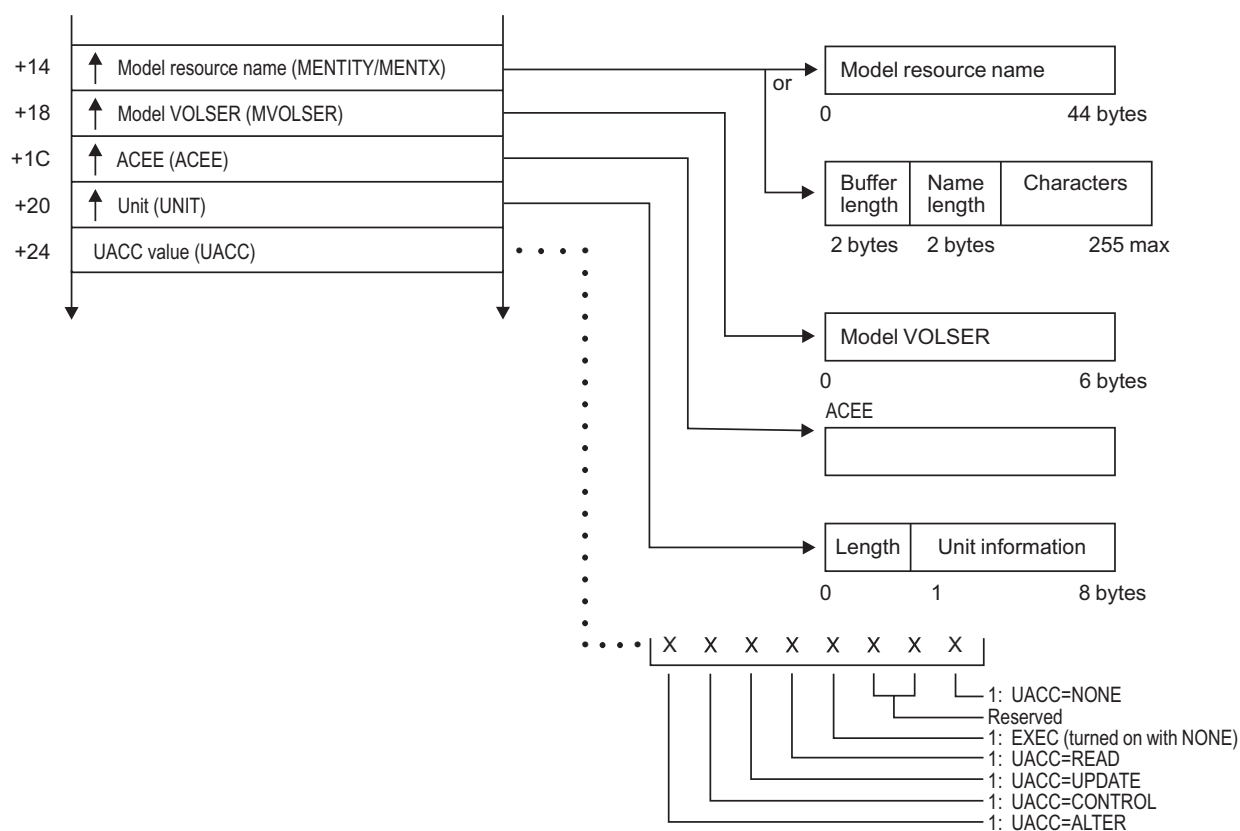 +14 Model resource name (MENTITY/MENTX)
+18 Model VOLSER (MVOLSER)
+1C ACEE (ACEE)
+20 Unit (UNIT)
+24 UACC value (UACC)
or
Model resource name
0 44 bytes
Buffer length
Name length
Characters
2 bytes 2 bytes 255 max
Model VOLSER
0 6 bytes
ACEE
Length Unit information
0 1 8 bytes
X X X X X X X X
1: UACC=NONE
Reserved
1: EXEC (turned on with NONE)
1: UACC=READ
1: UACC=UPDATE
1: UACC=CONTROL
1: UACC=ALTER